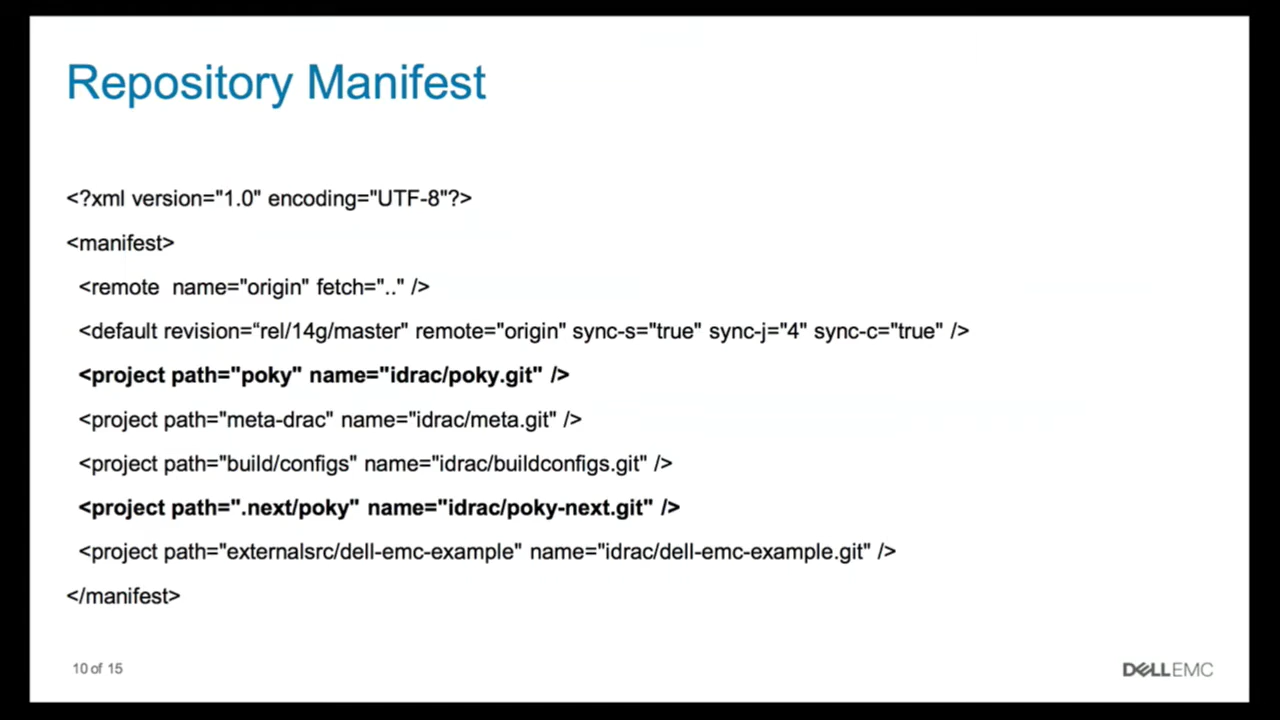 Repository Manifest
<?xml version="1.0" encoding="UTF-8"?>
<manifest>
<remote  name="origin" fetch=".." />
<default revision=“rel/14g/master" remote="origin" sync-s="true" sync-j="4" sync-c="true" />
<project path="poky" name="idrac/poky.git" />
<project path="meta-drac" name="idrac/meta.git" />
<project path="build/configs" name="idrac/buildconfigs.git" />
<project path=".next/poky" name="idrac/poky-next.git" />
<project path="externalsrc/dell-emc-example" name="idrac/dell-emc-example.git" />
</manifest>
10 of 15
DELLEMC